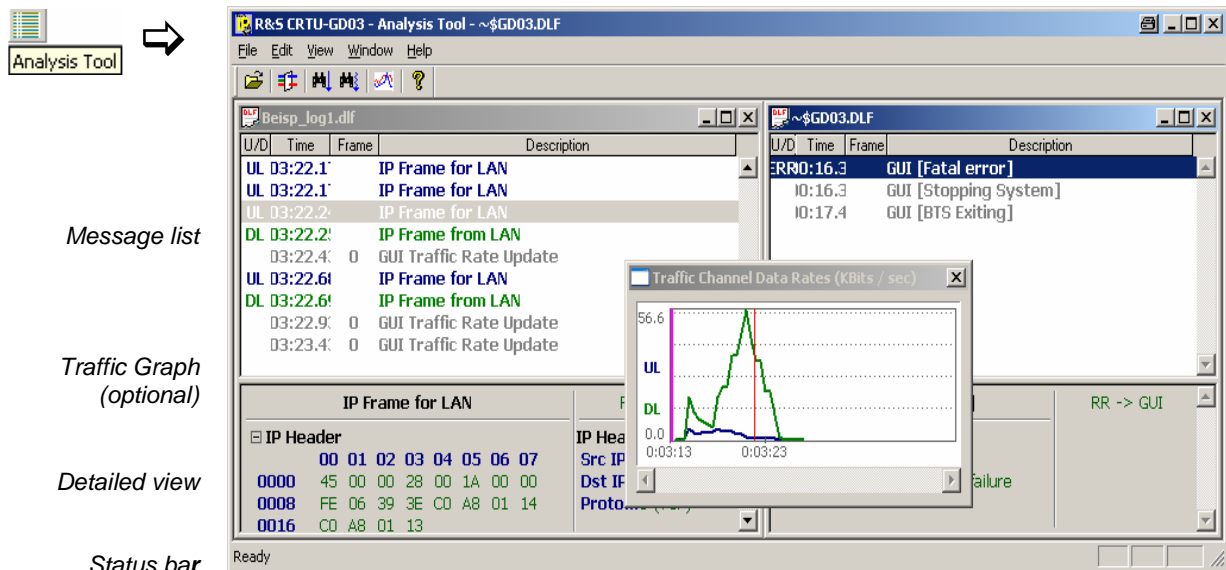 Analysis Tool
R&S CRTU-GD03 - Analysis Tool - ~$GD03.DLF
File Edit View Window Help
Beisp_log1.dlf
U/D Time Frame Description
UL 03:22.1 IP Frame for LAN
UL 03:22.1 IP Frame for LAN
UL 03:22.2 IP Frame for LAN
DL 03:22.2 IP Frame from LAN
03:22.4 0 GUI Traffic Rate Update
UL 03:22.6 IP Frame for LAN
DL 03:22.6 IP Frame from LAN
03:22.9 0 GUI Traffic Rate Update
03:23.4 0 GUI Traffic Rate Update
~$GD03.DLF
U/D Time Frame Description
ERR 0:16.3 GUI [Fatal error]
0:16.3 GUI [Stopping System]
0:17.4 GUI [BTS Exiting]
Message list
Traffic Graph
(optional)
Detailed view
Status bar
Traffic Channel Data Rates (KBits / sec)
56.6
UL
DL
0.0
0:03:13 0:03:23
IP Frame for LAN
RR -> GUI
IP Header
00 01 02 03 04 05 06 07
0000 45 00 00 28 00 1A 00 00
0008 FE 06 39 3E C0 A8 01 14
0016 C0 A8 01 13
IP Hea
Src IP
Dst IP
Proto
ailure
Ready